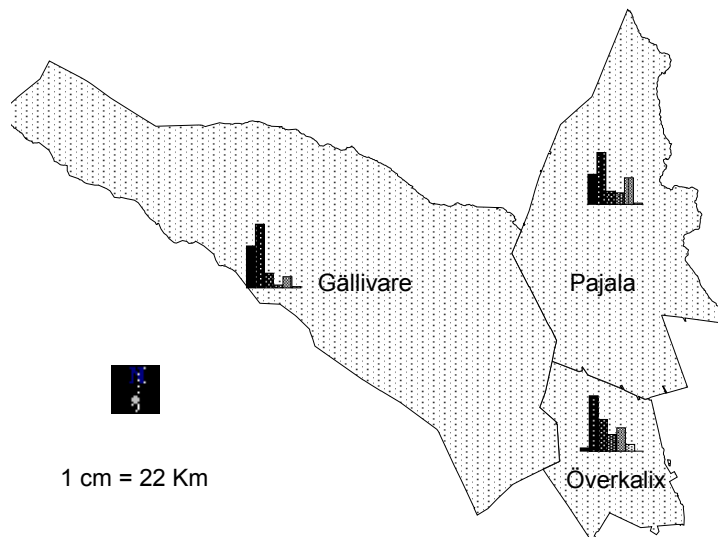 Gällivare
Pajala
N
1 cm = 22 Km
Överkalix